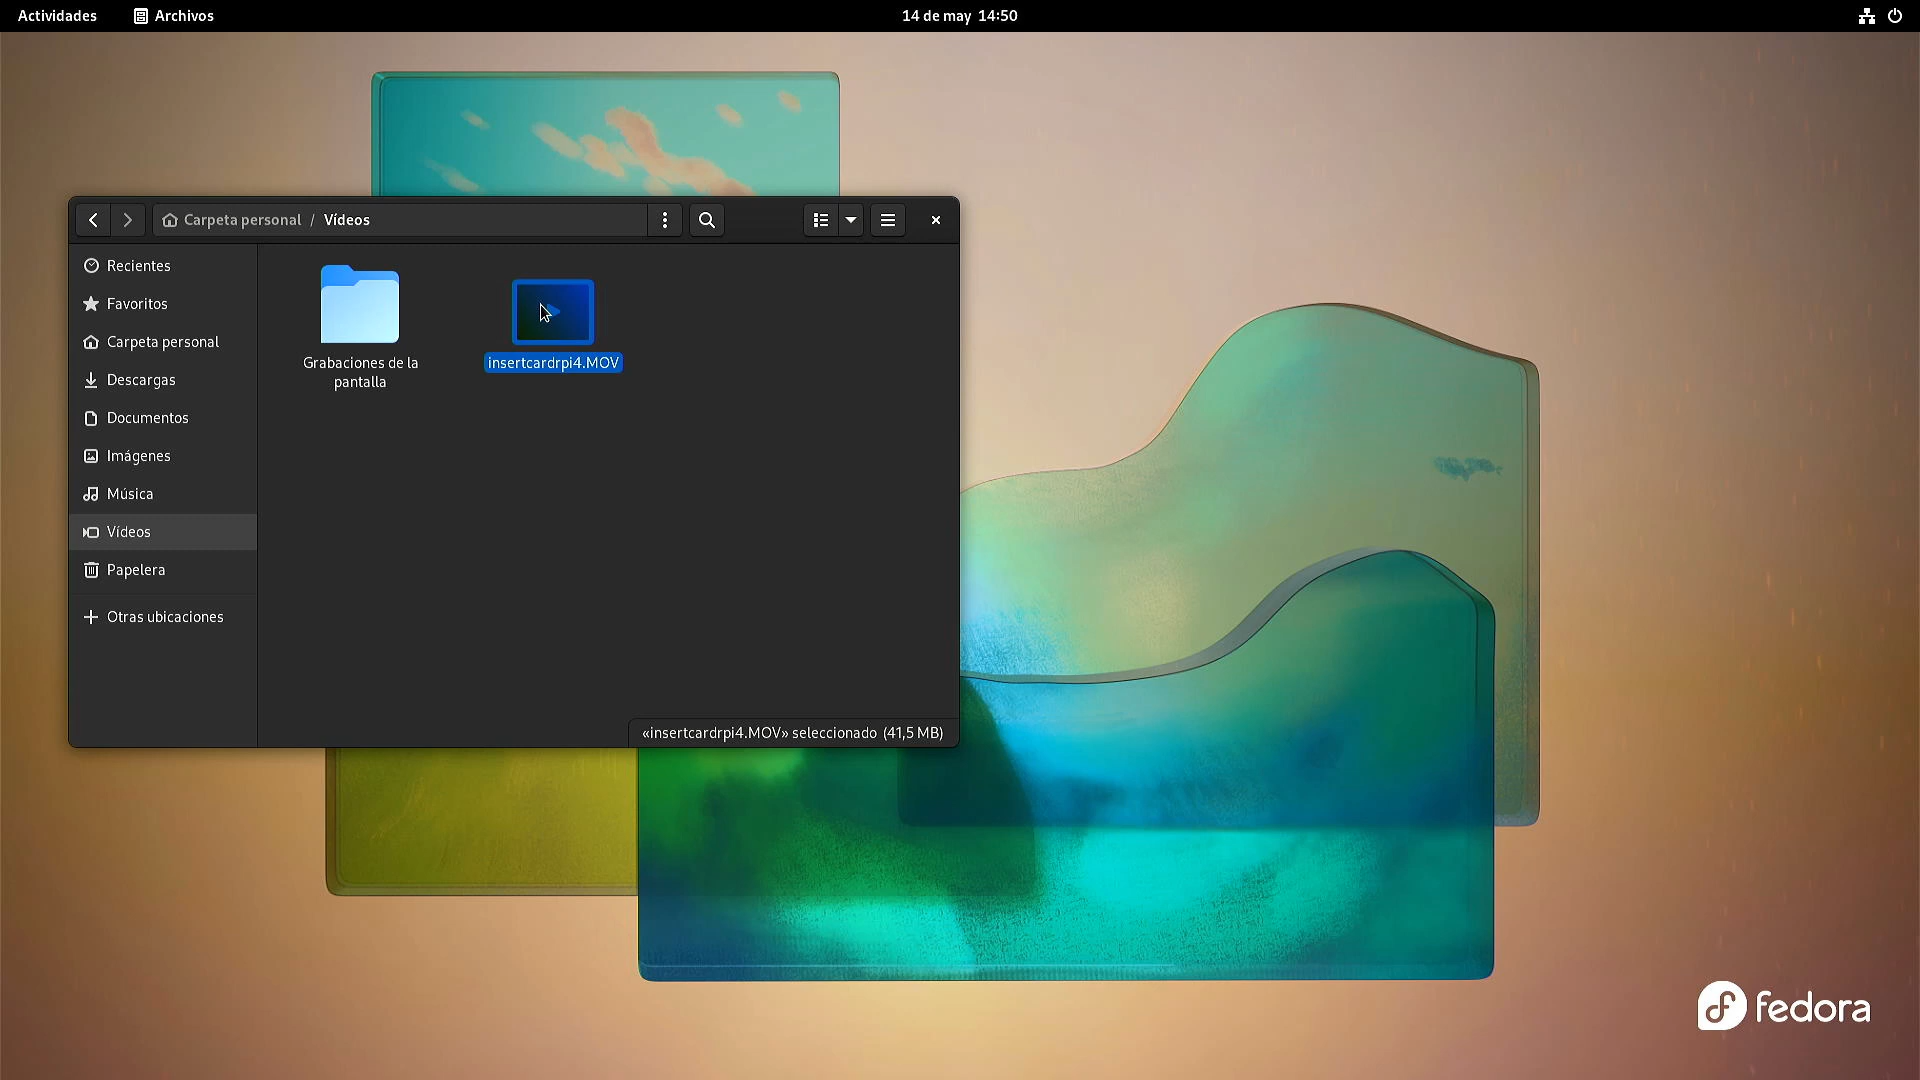 Actividades
Archivos
14 de may 14:50
Carpeta personal / Vídeos
Recientes
Favoritos
Carpeta personal
Descargas
Documentos
Imágenes
Música
Vídeos
Papelera
Otras ubicaciones
Grabaciones de la
pantalla
insertcardrpi4.MOV
«insertcardrpi4.MOV» seleccionado (41,5 MB)
fedora